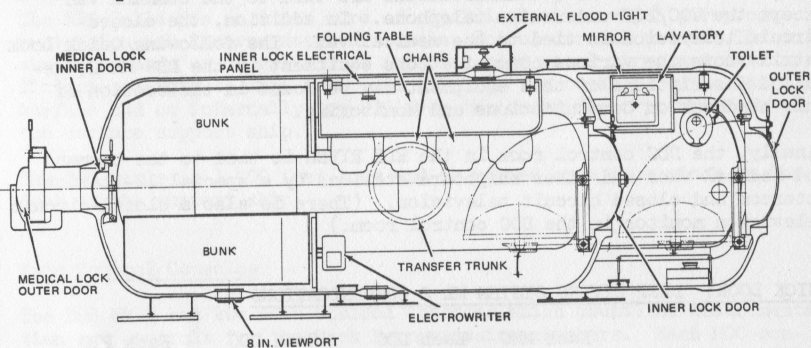 EXTERNAL FLOOD LIGHT
MEDICAL LOCK
INNER DOOR
INNER LOCK ELECTRICAL
PANEL
FOLDING TABLE
CHAIRS
MIRROR
LAVATORY
TOILET
OUTER
LOCK
DOOR
BUNK
BUNK
MEDICAL LOCK
OUTER DOOR
TRANSFER TRUNK
INNER LOCK DOOR
ELECTROWRITER
8 IN. VIEWPORT